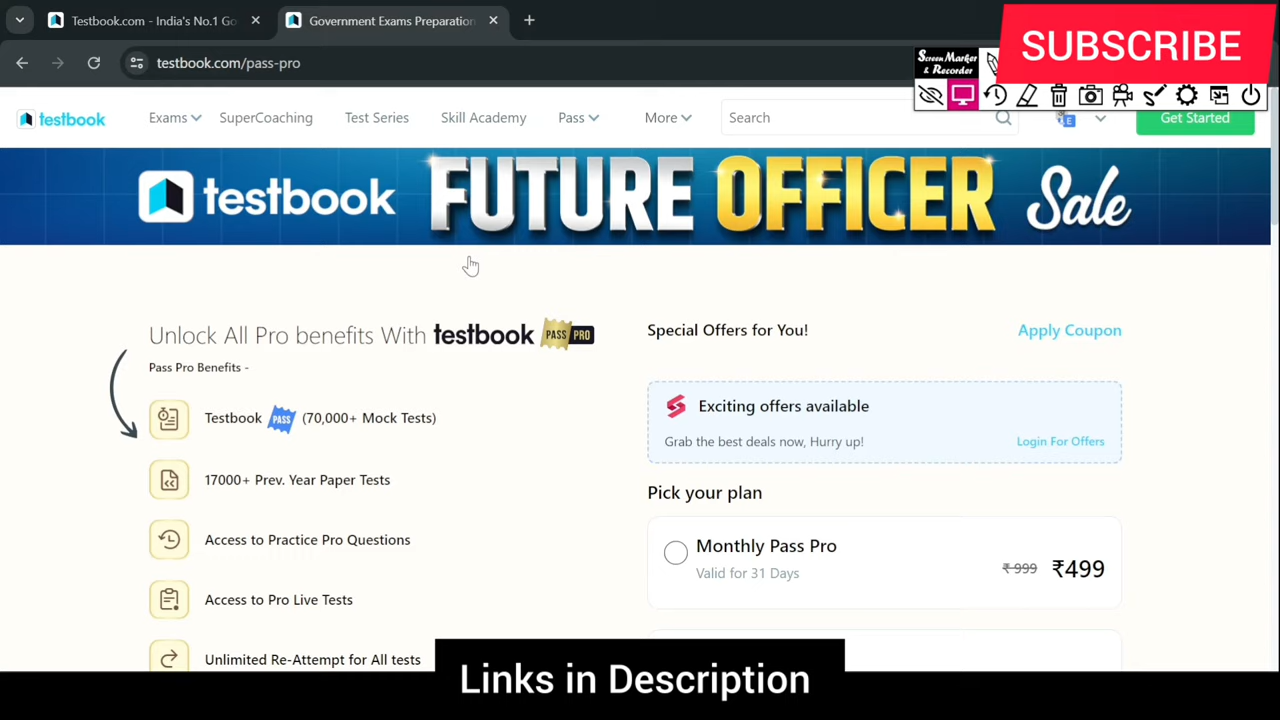 Testbook.com - India's No.1 Go
Government Exams Preparation
SUBSCRIBE
testbook.com/pass-pro
Screen Marker
& Recorder
testbook
Exams
SuperCoaching
Test Series
Skill Academy
Pass
More
Search
E
Get Started
testbook FUTURE OFFICER Sale
Unlock All Pro benefits With testbook PASS PRO
Pass Pro Benefits -
Testbook PASS (70,000+ Mock Tests)
17000+ Prev. Year Paper Tests
Access to Practice Pro Questions
Access to Pro Live Tests
Unlimited Re-Attempt for All tests
Special Offers for You!
Apply Coupon
Exciting offers available
Grab the best deals now, Hurry up!
Login For Offers
Pick your plan
Monthly Pass Pro
Valid for 31 Days
₹ 999 ₹499
Links in Description